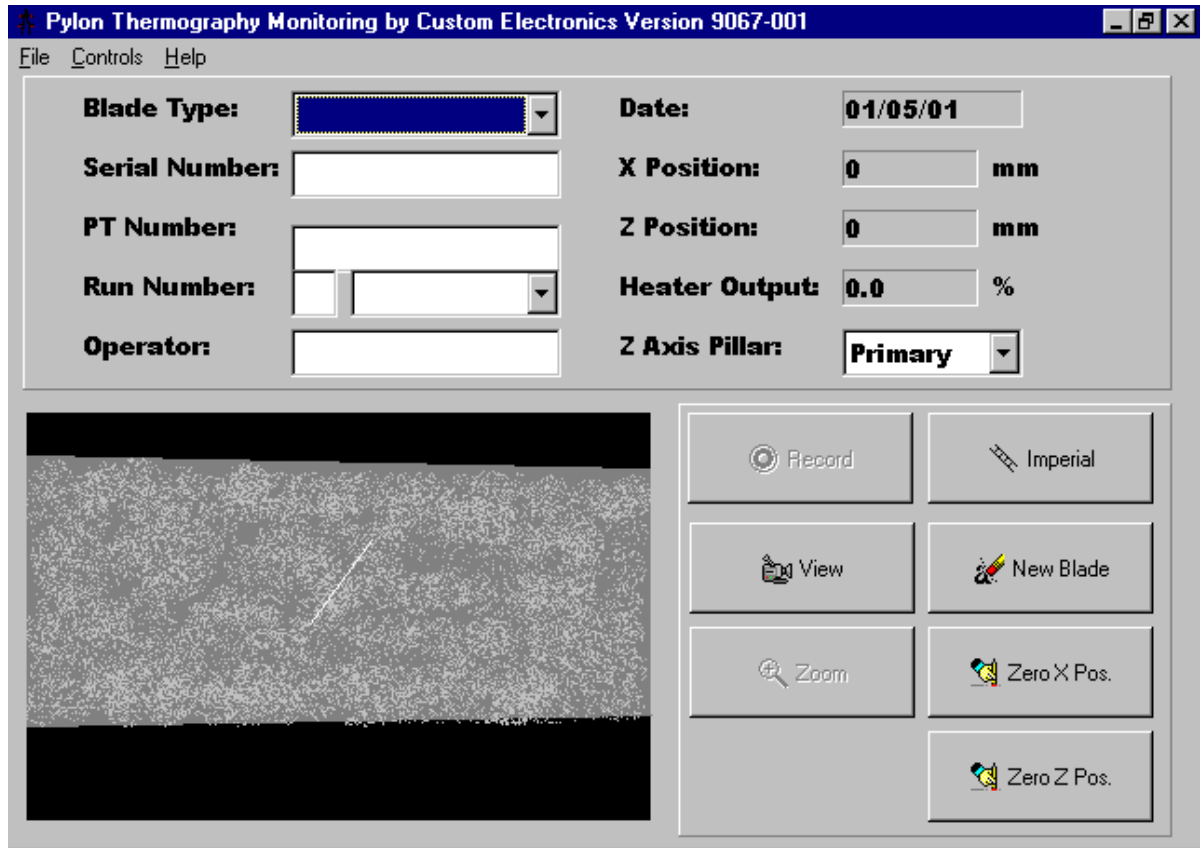 Pylon Thermography Monitoring by Custom Electronics Version 9067-001
File Controls Help
Blade Type:
Serial Number:
PT Number:
Run Number:
Operator:
Date: 01/05/01
X Position: 0 mm
Z Position: 0 mm
Heater Output: 0.0 %
Z Axis Pillar: Primary
Record
Imperial
View
New Blade
Zoom
Zero X Pos.
Zero Z Pos.